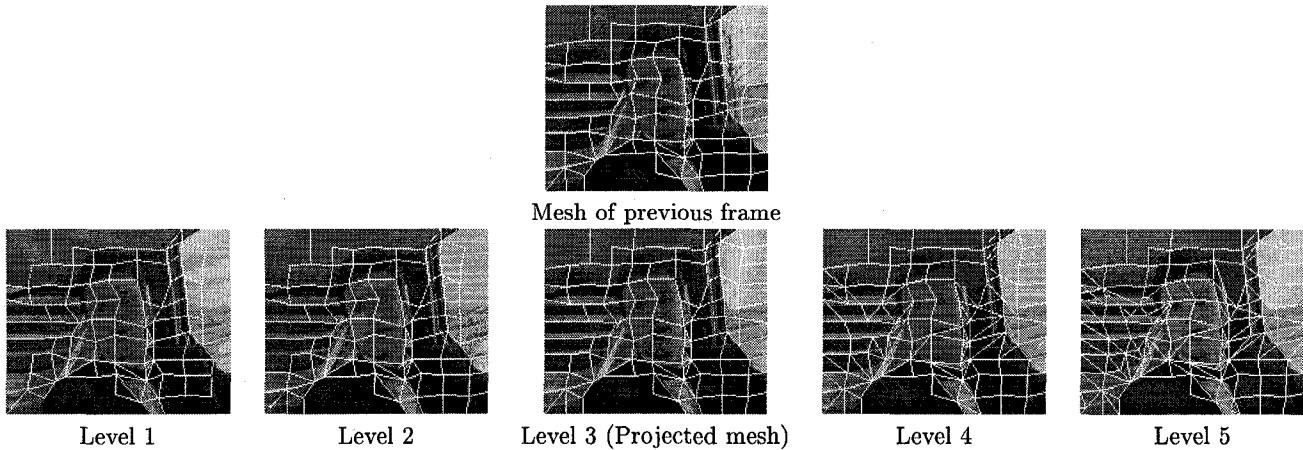 Mesh of previous frame
Level 1
Level 2
Level 3 (Projected mesh)
Level 4
Level 5